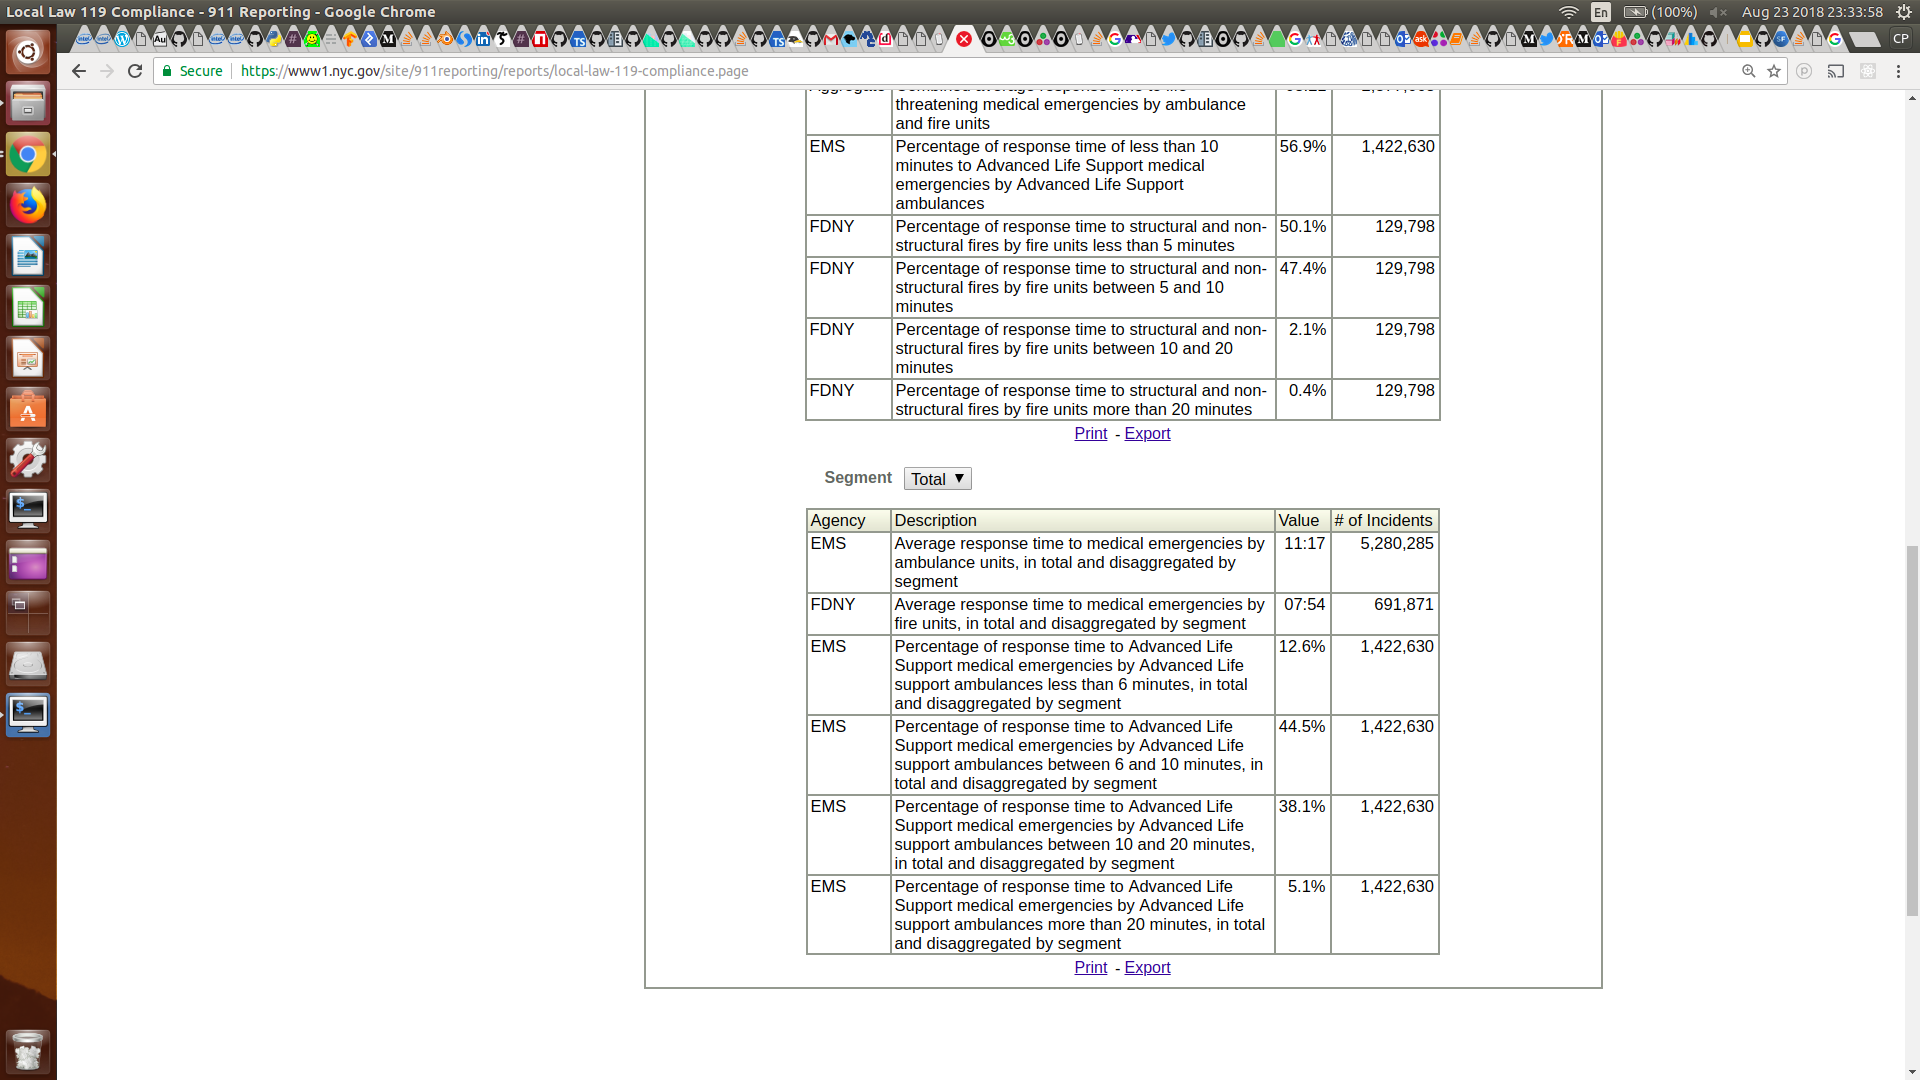 Local Law 119 Compliance - 911 Reporting - Google Chrome
En (100%) Aug 23 2018 23:33:58
CP
Secure https://www1.nyc.gov/site/911reporting/reports/local-law-119-compliance.page
threatening medical emergencies by ambulance
and fire units
EMS Percentage of response time of less than 10 56.9% 1,422,630
minutes to Advanced Life Support medical
emergencies by Advanced Life Support
ambulances
FDNY Percentage of response time to structural and non- 50.1% 129,798
structural fires by fire units less than 5 minutes
FDNY Percentage of response time to structural and non- 47.4% 129,798
structural fires by fire units between 5 and 10
minutes
FDNY Percentage of response time to structural and non- 2.1% 129,798
structural fires by fire units between 10 and 20
minutes
FDNY Percentage of response time to structural and non- 0.4% 129,798
structural fires by fire units more than 20 minutes
Print - Export
Segment Total ▼
Agency Description Value # of Incidents
EMS Average response time to medical emergencies by 11:17 5,280,285
ambulance units, in total and disaggregated by
segment
FDNY Average response time to medical emergencies by 07:54 691,871
fire units, in total and disaggregated by segment
EMS Percentage of response time to Advanced Life 12.6% 1,422,630
Support medical emergencies by Advanced Life
support ambulances less than 6 minutes, in total
and disaggregated by segment
EMS Percentage of response time to Advanced Life 44.5% 1,422,630
Support medical emergencies by Advanced Life
support ambulances between 6 and 10 minutes, in
total and disaggregated by segment
EMS Percentage of response time to Advanced Life 38.1% 1,422,630
Support medical emergencies by Advanced Life
support ambulances between 10 and 20 minutes,
in total and disaggregated by segment
EMS Percentage of response time to Advanced Life 5.1% 1,422,630
Support medical emergencies by Advanced Life
support ambulances more than 20 minutes, in total
and disaggregated by segment
Print - Export